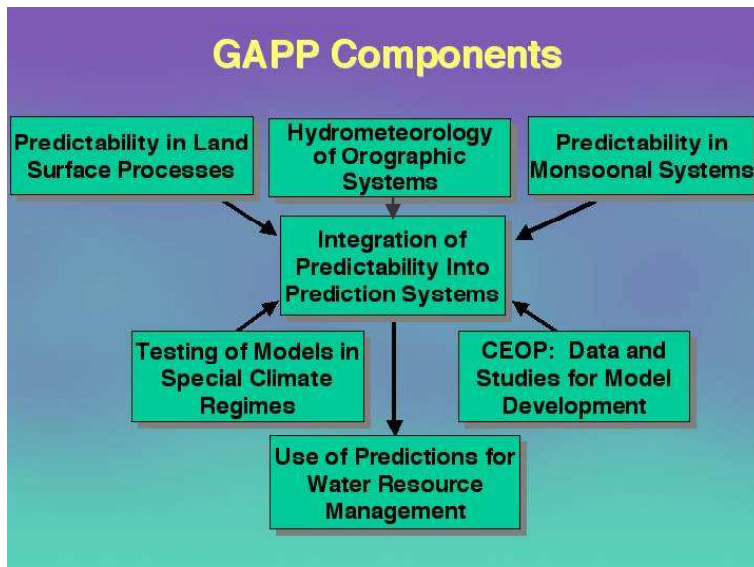 GAPP Components
Predictability in Land
Surface Processes
Hydrometeorology
of Orographic
Systems
Predictability in
Monsoonal Systems
Integration of
Predictability Into
Prediction Systems
Testing of Models in
Special Climate
Regimes
CEOP: Data and
Studies for Model
Development
Use of Predictions for
Water Resource
Management